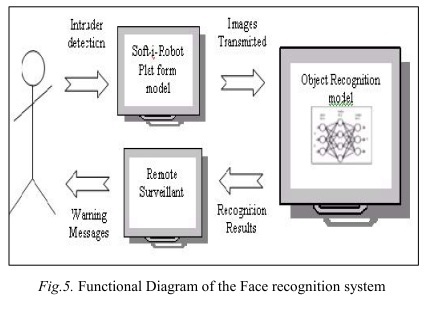 Intruder
detection
Soft-i-Robot
Plet form
model
Images
Transmitted
Object Recognition
model
Remote
Surveillant
Warning
Messages
Recognition
Results
Fig.5. Functional Diagram of the Face recognition system